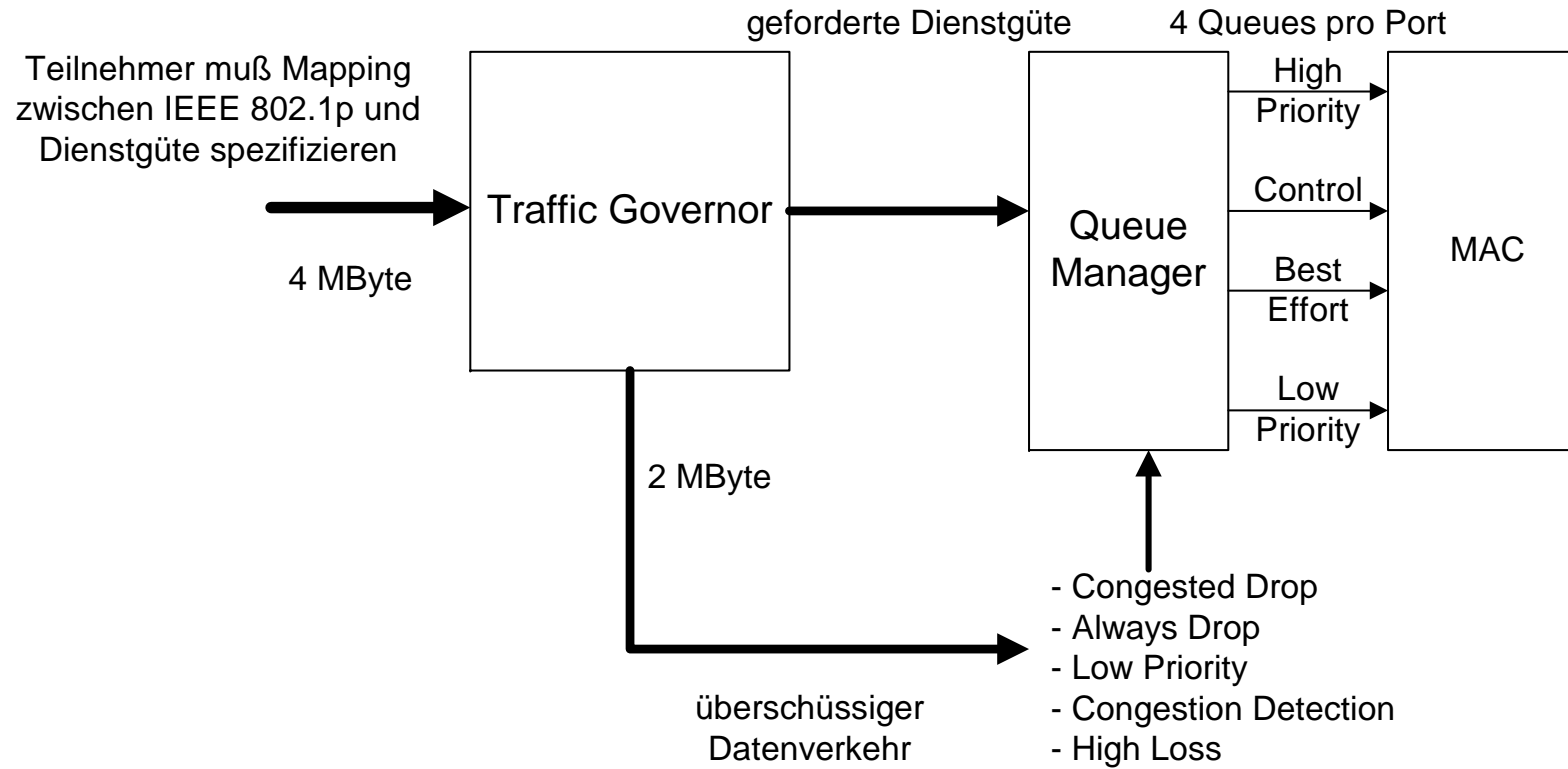 geforderte Dienstgüte
4 Queues pro Port
Teilnehmer muß Mapping
zwischen IEEE 802.1p und
Dienstgüte spezifizieren
4 MByte
Traffic Governor
Queue
Manager
High
Priority
Control
Best
Effort
Low
Priority
MAC
2 MByte
überschüssiger
Datenverkehr
- Congested Drop
- Always Drop
- Low Priority
- Congestion Detection
- High Loss